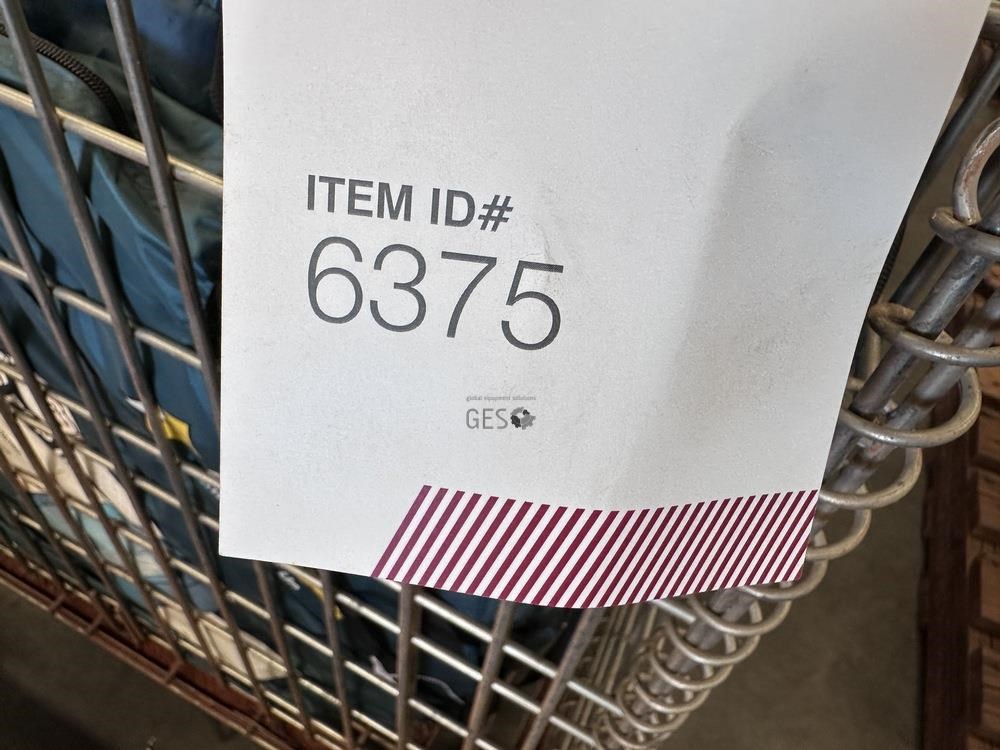 ITEM ID#
6375
global equipment solutions
GES